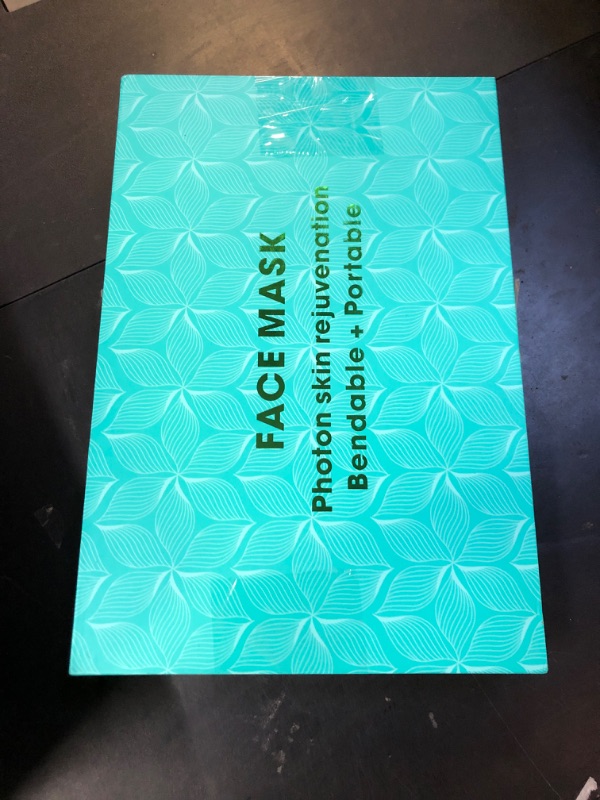 FACE MASK
Photon skin rejuvenation
Bendable + Portable